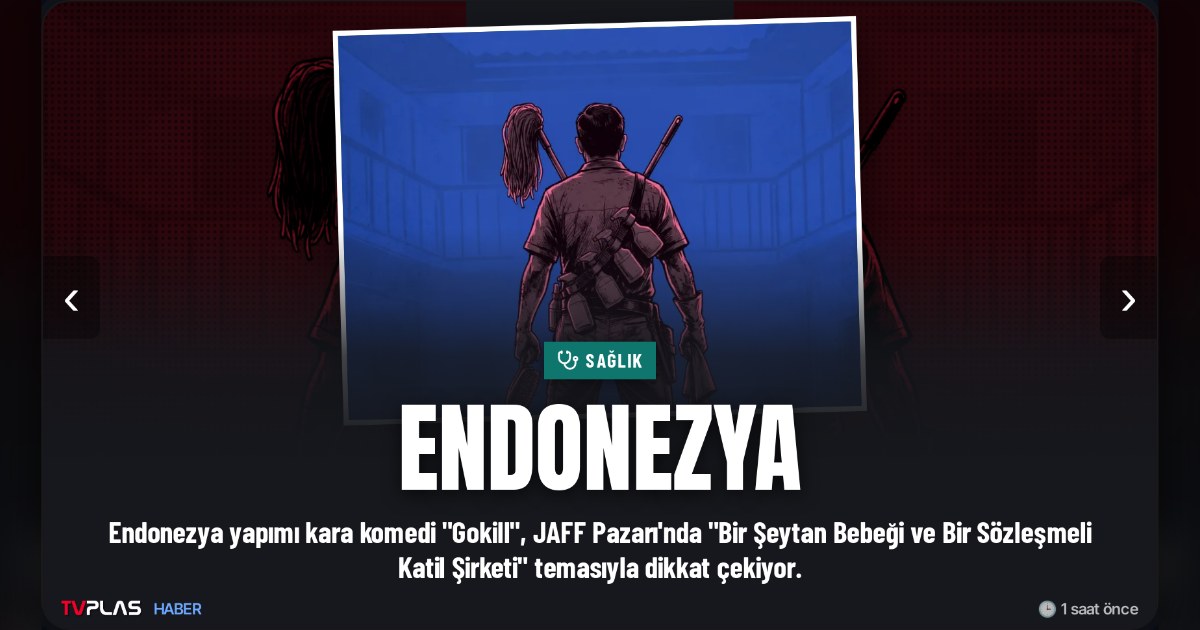 SAĞLIK
ENDONEZYA
Endonezya yapımı kara komedi "Gokill", JAFF Pazarı'nda "Bir Şeytan Bebeği ve Bir Sözleşmeli
Katil Şirketi" temasıyla dikkat çekiyor.
TVPLAS HABER
1 saat önce